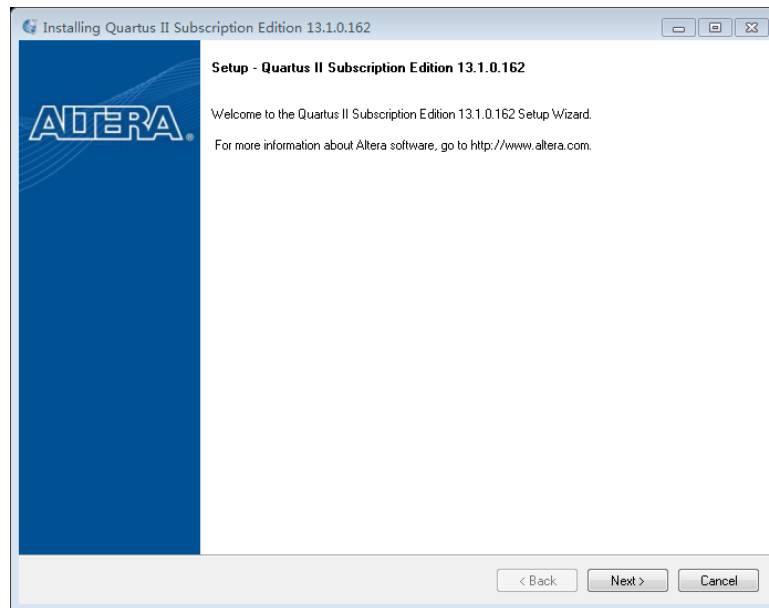 Installing Quartus II Subscription Edition 13.1.0.162
Setup - Quartus II Subscription Edition 13.1.0.162
ALTERA®
Welcome to the Quartus II Subscription Edition 13.1.0.162 Setup Wizard.
For more information about Altera software, go to http://www.altera.com.
< Back Next > Cancel